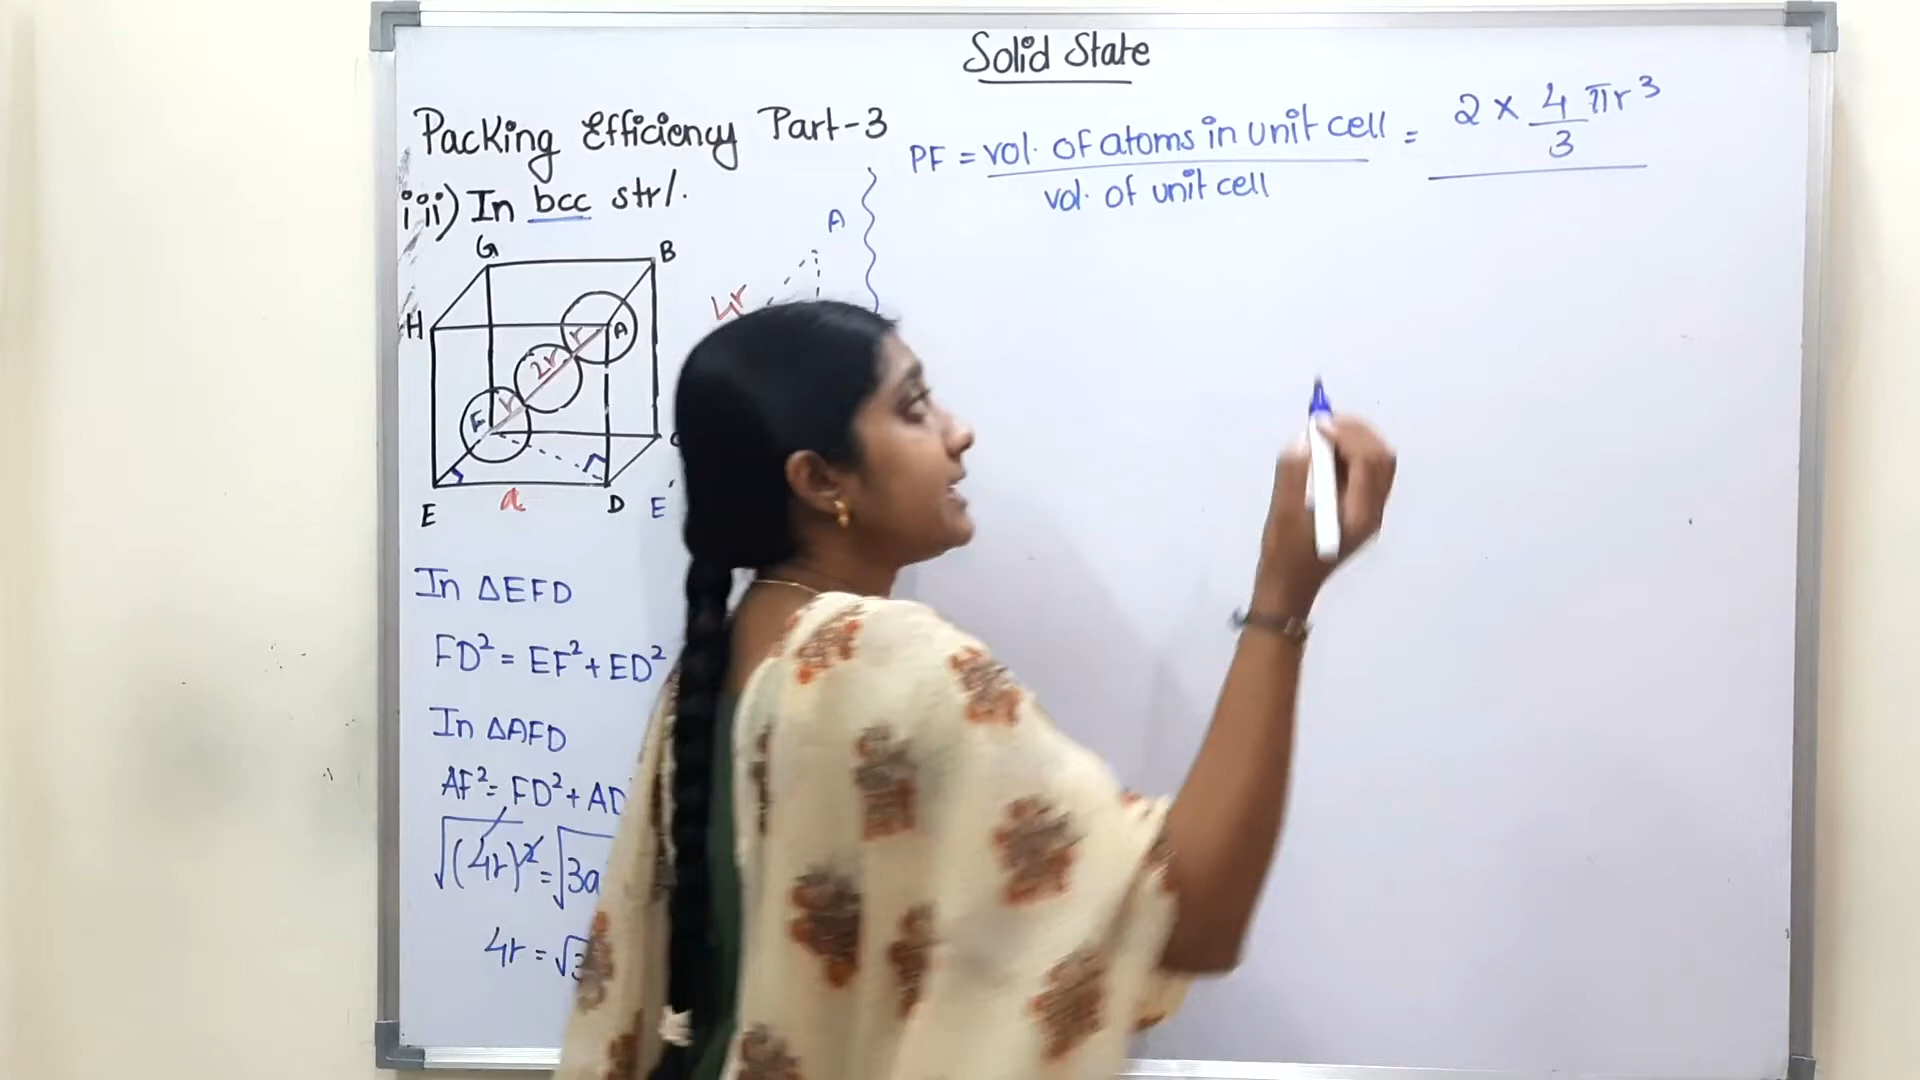 Solid State
Packing Efficiency Part-3
iii) In bcc str/.
G
B
H
A
r
2r
r
F
E
a
D
E'
A
4r
In ΔEFD
FD² = EF² + ED²
In ΔAFD
AF² = FD² + AD
√(4r)² = √3a
4r = √3
PF = vol. of atoms in unit cell / vol. of unit cell = 2 × 4/3 πr³